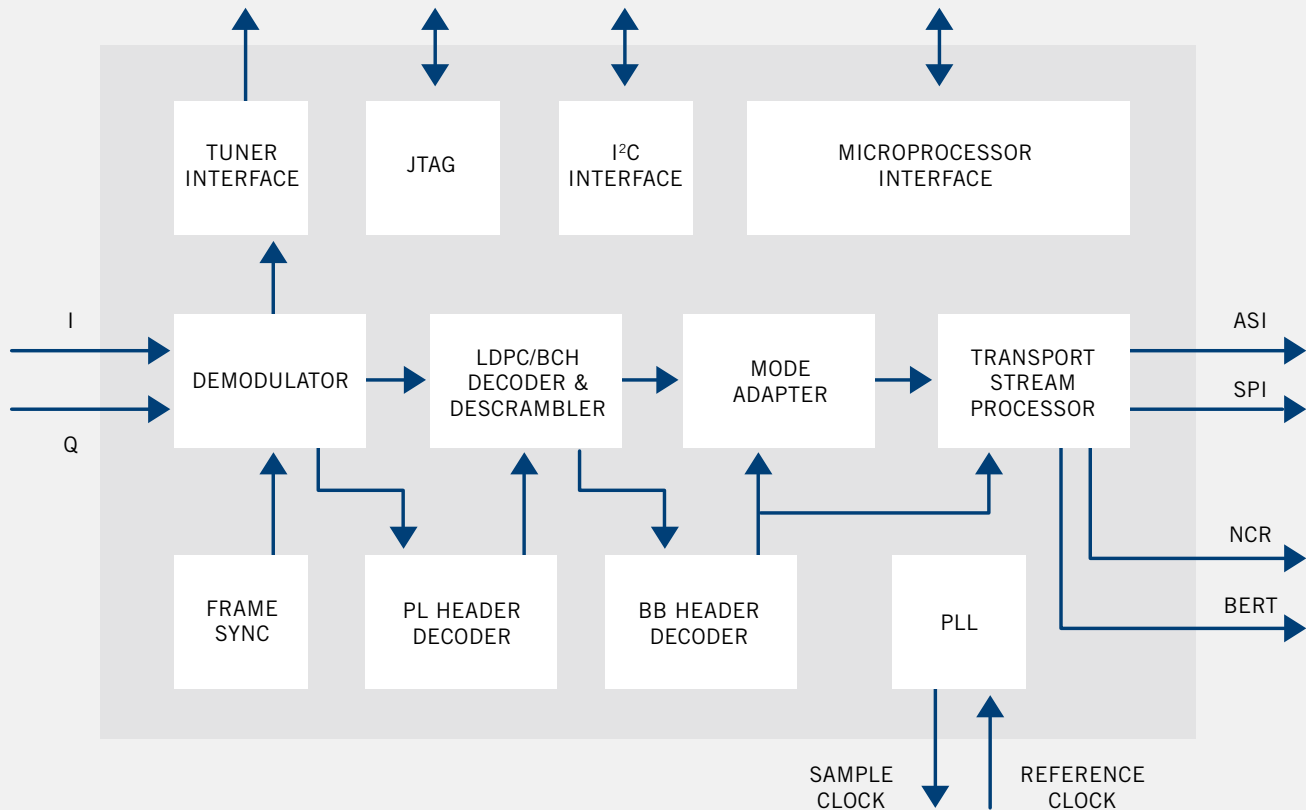 TUNER
INTERFACE
JTAG
I²C
INTERFACE
MICROPROCESSOR
INTERFACE
I
Q
DEMODULATOR
LDPC/BCH
DECODER &
DESCRAMBLER
MODE
ADAPTER
TRANSPORT
STREAM
PROCESSOR
ASI
SPI
NCR
BERT
FRAME
SYNC
PL HEADER
DECODER
BB HEADER
DECODER
PLL
SAMPLE
CLOCK
REFERENCE
CLOCK